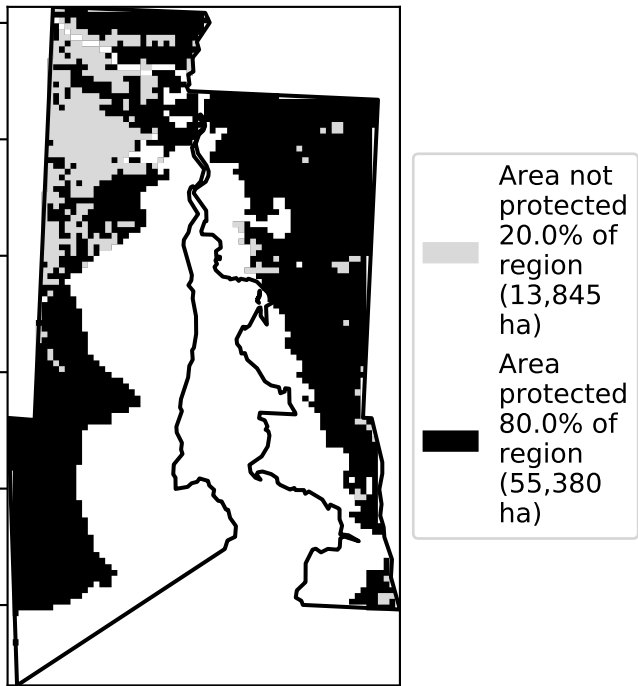 Area not
protected
20.0% of
region
(13,845
ha)
Area
protected
80.0% of
region
(55,380
ha)